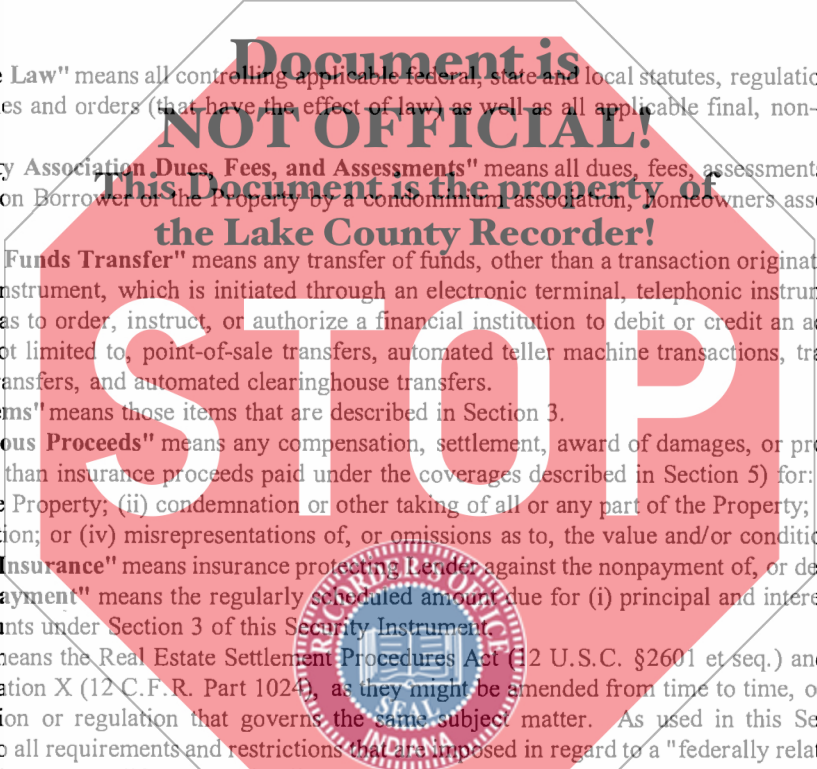 Document is
Law" means all controlling applicable federal, state and local statutes, regulatio
es and orders (that have the effect of law) as well as all applicable final, non-
NOT OFFICIAL!
y Association Dues, Fees, and Assessments" means all dues, fees, assessments
This Document is the property of
on Borrower or the Property by a condominium association, homeowners asso
the Lake County Recorder!
Funds Transfer" means any transfer of funds, other than a transaction originat
nstrument, which is initiated through an electronic terminal, telephonic instrum
as to order, instruct, or authorize a financial institution to debit or credit an ac
ot limited to, point-of-sale transfers, automated teller machine transactions, tra
ansfers, and automated clearinghouse transfers.
ms" means those items that are described in Section 3.
ous Proceeds" means any compensation, settlement, award of damages, or pro
than insurance proceeds paid under the coverages described in Section 5) for:
e Property; (ii) condemnation or other taking of all or any part of the Property;
ion; or (iv) misrepresentations of, or omissions as to, the value and/or conditio
Insurance" means insurance protecting Lender against the nonpayment of, or de
ayment" means the regularly scheduled amount due for (i) principal and intere
nts under Section 3 of this Security Instrument.
neans the Real Estate Settlement Procedures Act (12 U.S.C. §2601 et seq.) and
ation X (12 C.F.R. Part 1024), as they might be amended from time to time, o
ion or regulation that governs the same subject matter. As used in this Se
o all requirements and restrictions that are imposed in regard to a "federally relat
STOP
RECORDER'S OFFICE
SEAL
INDIANA